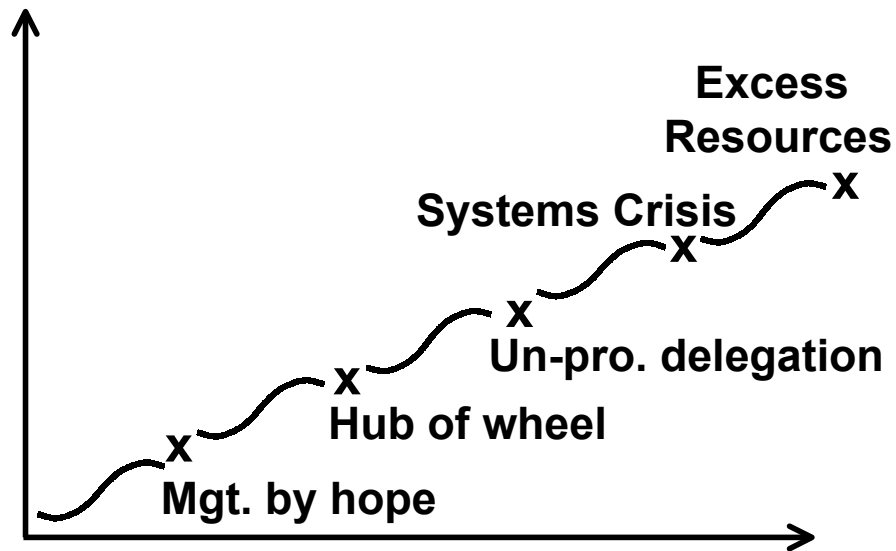 Excess
Resources
x
Systems Crisis
x
x
Un-pro. delegation
x
Hub of wheel
x
Mgt. by hope